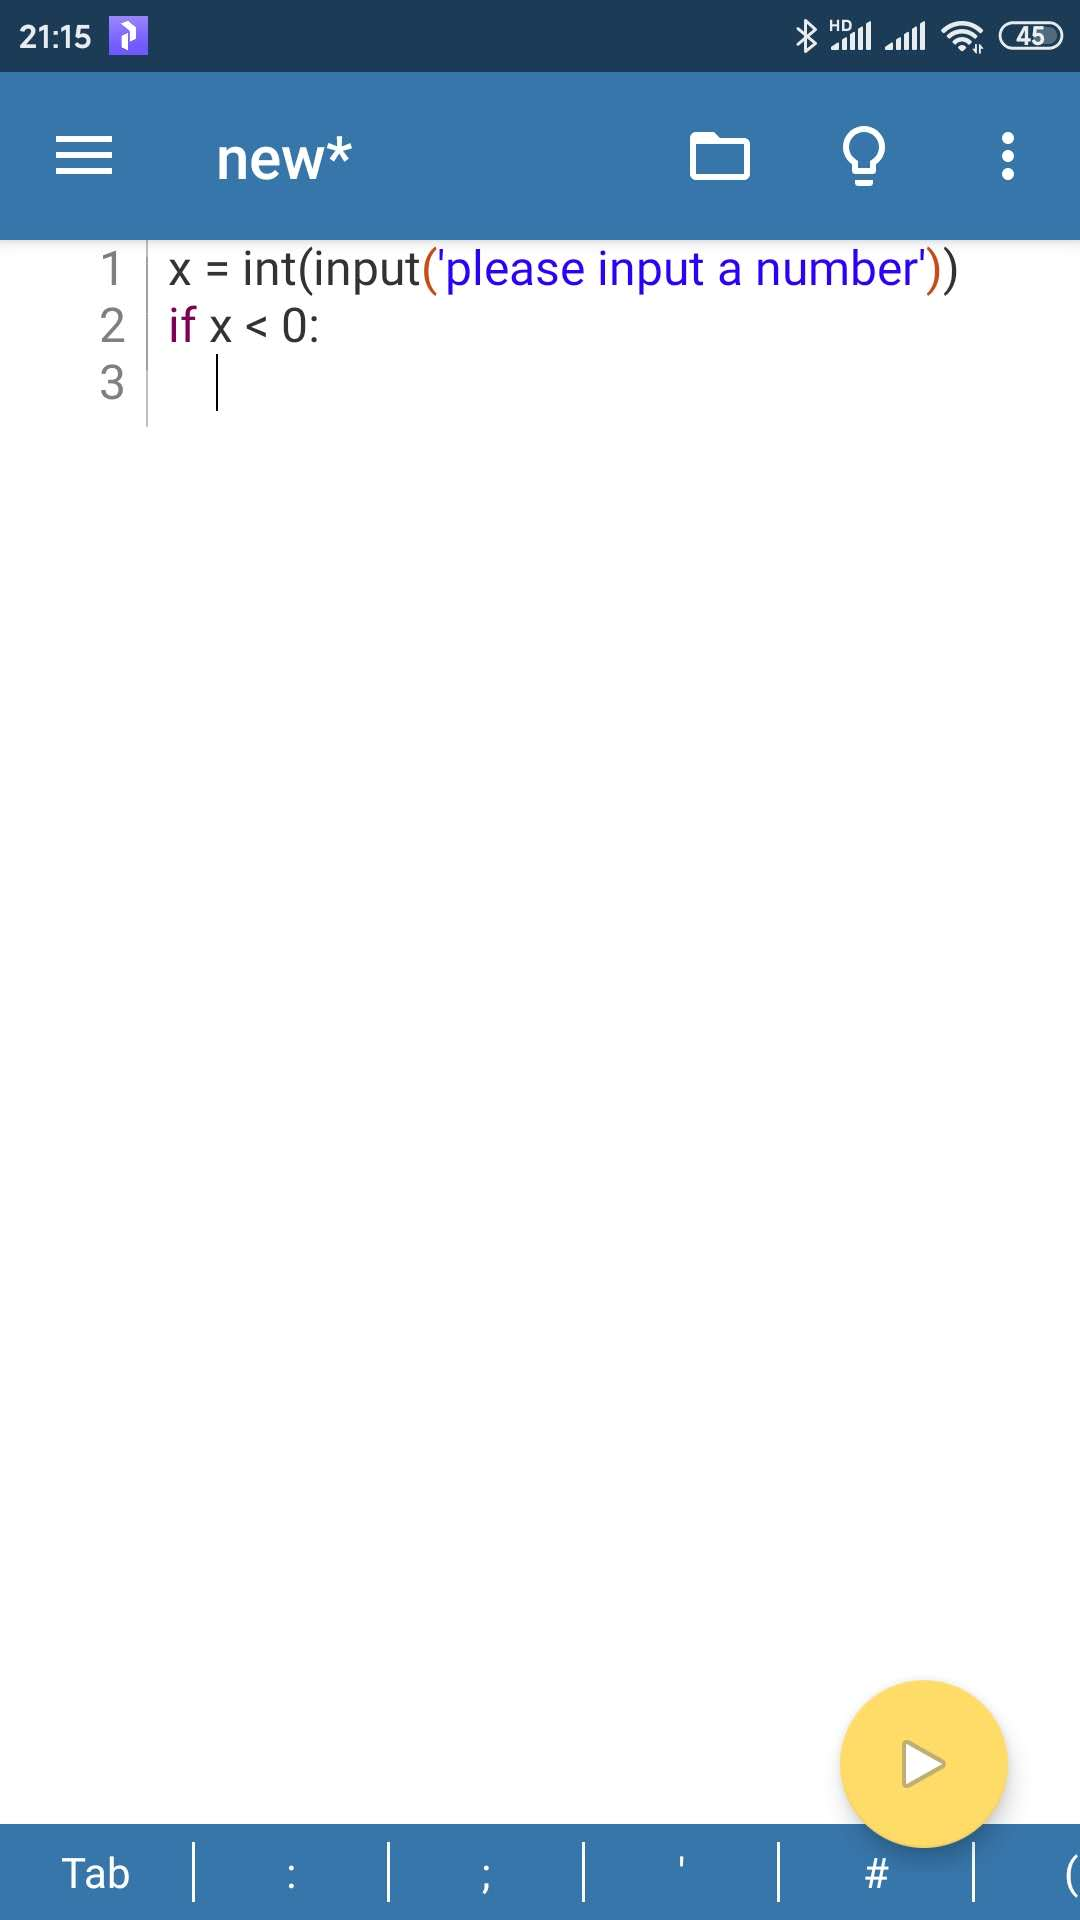 21:15 HD 45
new*
1 x = int(input('please input a number'))
2 if x < 0:
3
Tab : ; ' # (